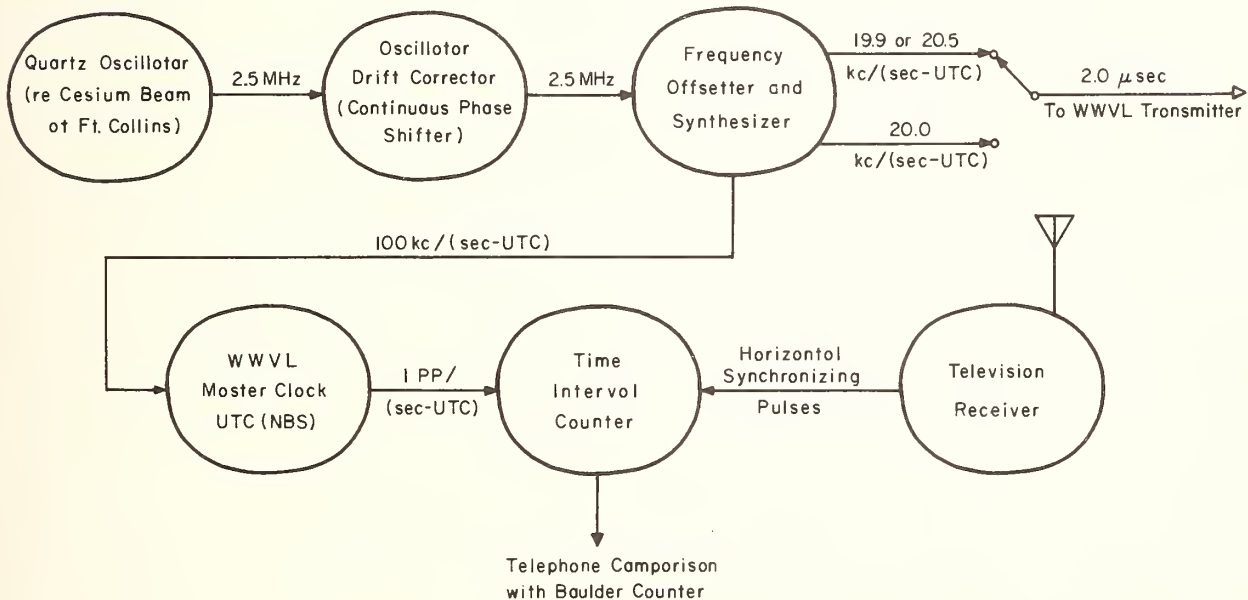 Quartz Oscillotar
(re Cesium Beam
ot Ft. Collins)
2.5 MHz
Oscillotor
Drift Corrector
(Continuous Phase
Shifter)
2.5 MHz
Frequency
Offsetter and
Synthesizer
19.9 or 20.5
kc/(sec-UTC)
20.0
kc/(sec-UTC)
2.0 μsec
To WWVL Transmitter
100 kc/(sec-UTC)
WWVL
Moster Clock
UTC (NBS)
1 PP/
(sec-UTC)
Time
Intervol
Counter
Horizontol
Synchronizing
Pulses
Television
Receiver
Telephone Camporison
with Baulder Counter